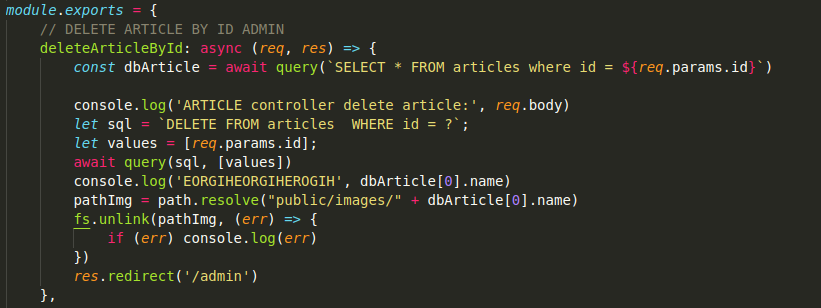 module.exports = {
// DELETE ARTICLE BY ID ADMIN
deleteArticleById: async (req, res) => {
const dbArticle = await query(`SELECT * FROM articles where id = ${req.params.id}`)
console.log('ARTICLE controller delete article:', req.body)
let sql = `DELETE FROM articles  WHERE id = ?`;
let values = [req.params.id];
await query(sql, [values])
console.log('EORGIHEORGIHEROGIH', dbArticle[0].name)
pathImg = path.resolve("public/images/" + dbArticle[0].name)
fs.unlink(pathImg, (err) => {
if (err) console.log(err)
})
res.redirect('/admin')
},